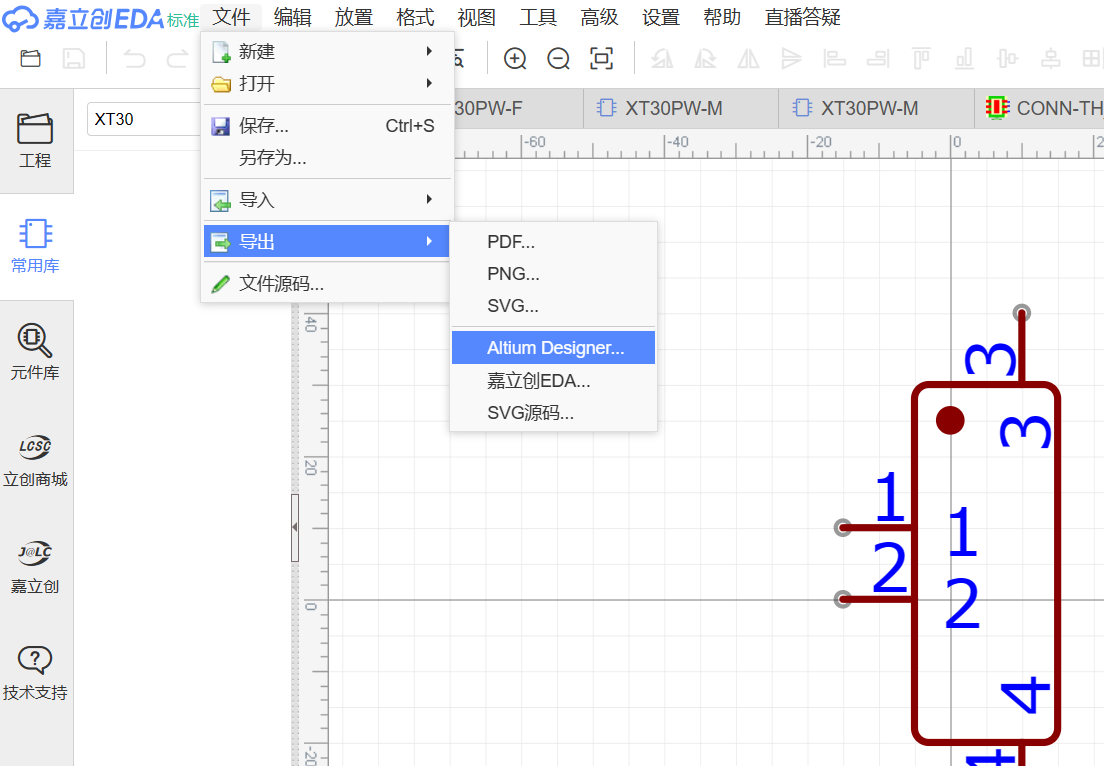 嘉立创EDA 标准
文件 编辑 放置 格式 视图 工具 高级 设置 帮助 直播答疑
新建
打开
保存... Ctrl+S
另存为...
导入
导出
文件源码...
PDF...
PNG...
SVG...
Altium Designer...
嘉立创EDA...
SVG源码...
XT30
30PW-F
XT30PW-M
XT30PW-M
CONN-TH
工程
常用库
元件库
LCSC
立创商城
J@LC
嘉立创
技术支持
-60 -40 -20 0 2
40
20
0
-20
3
3
1
1
2
2
4
4